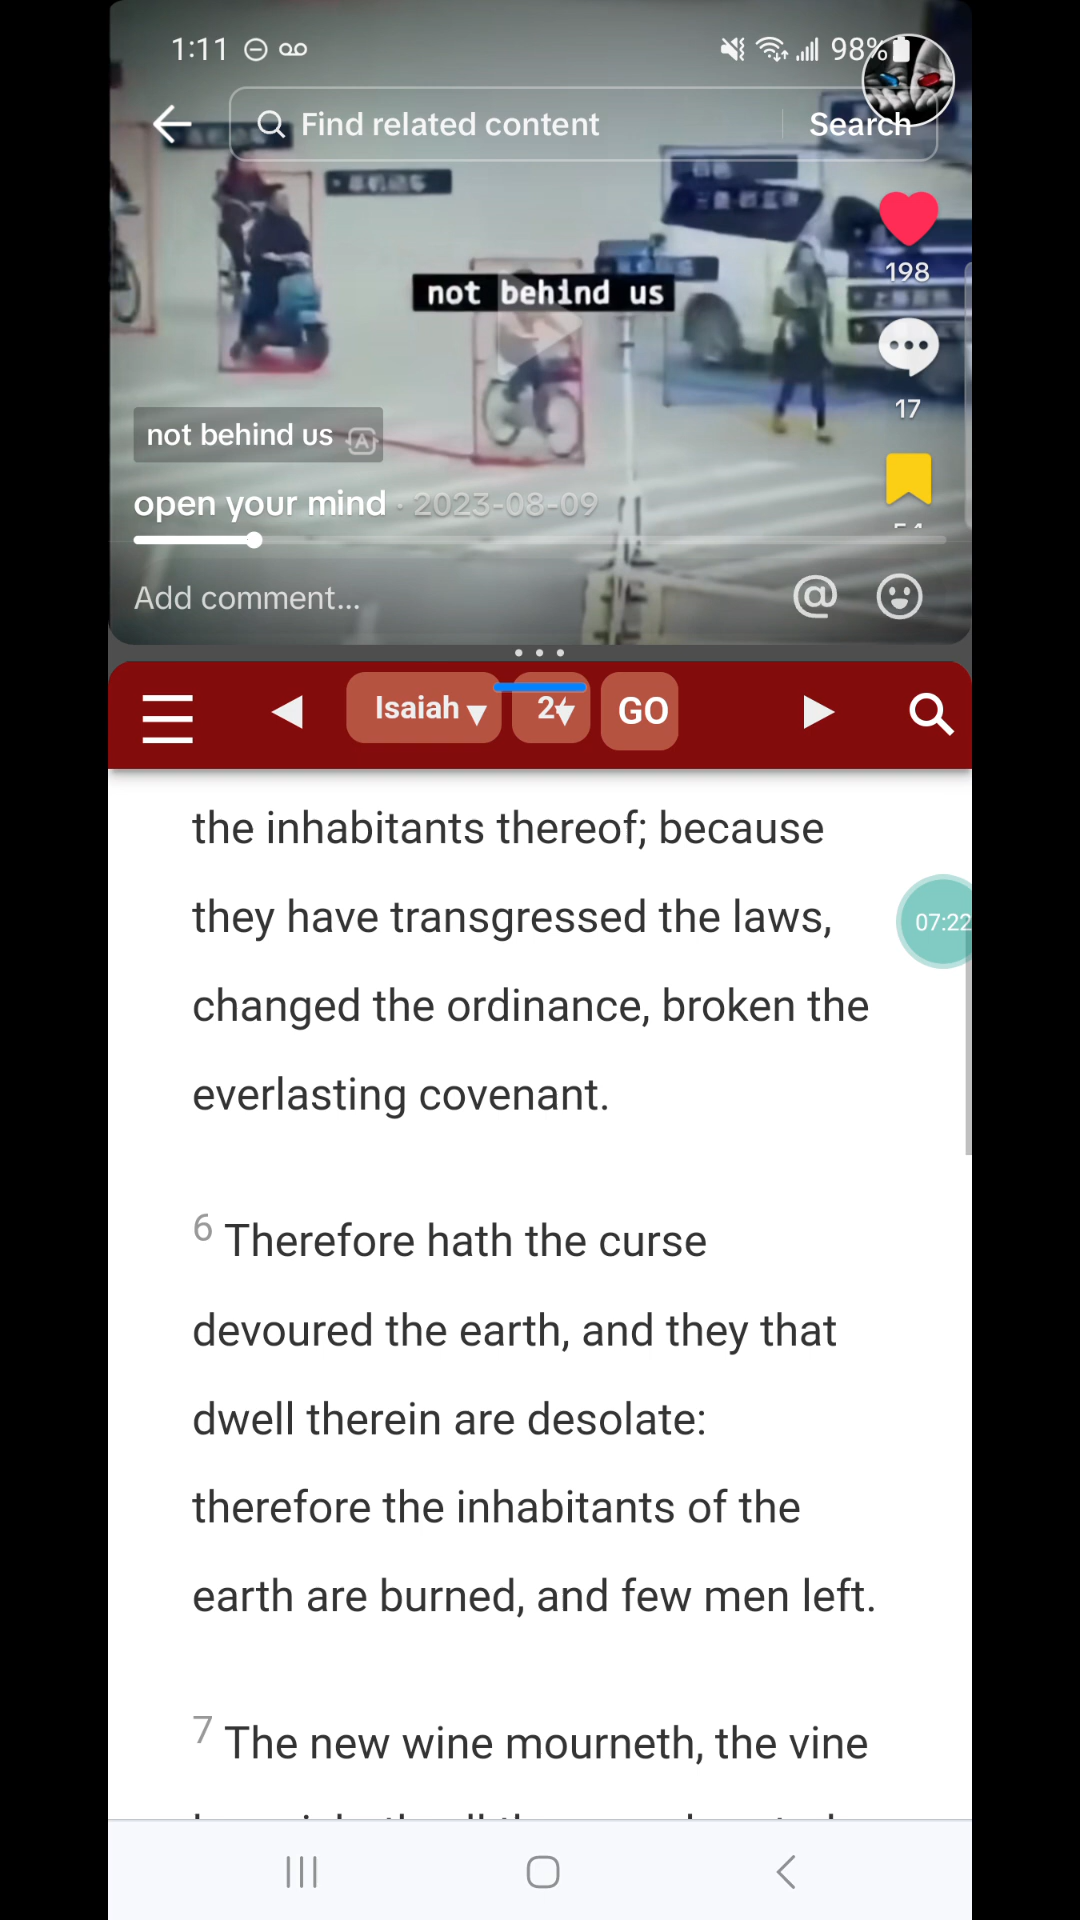 1:11 98%
Find related content Search
198
not behind us
17
not behind us
open your mind · 2023-08-09
Add comment...
Isaiah 24 GO
the inhabitants thereof; because
they have transgressed the laws,
07:22
changed the ordinance, broken the
everlasting covenant.
6 Therefore hath the curse
devoured the earth, and they that
dwell therein are desolate:
therefore the inhabitants of the
earth are burned, and few men left.
7 The new wine mourneth, the vine